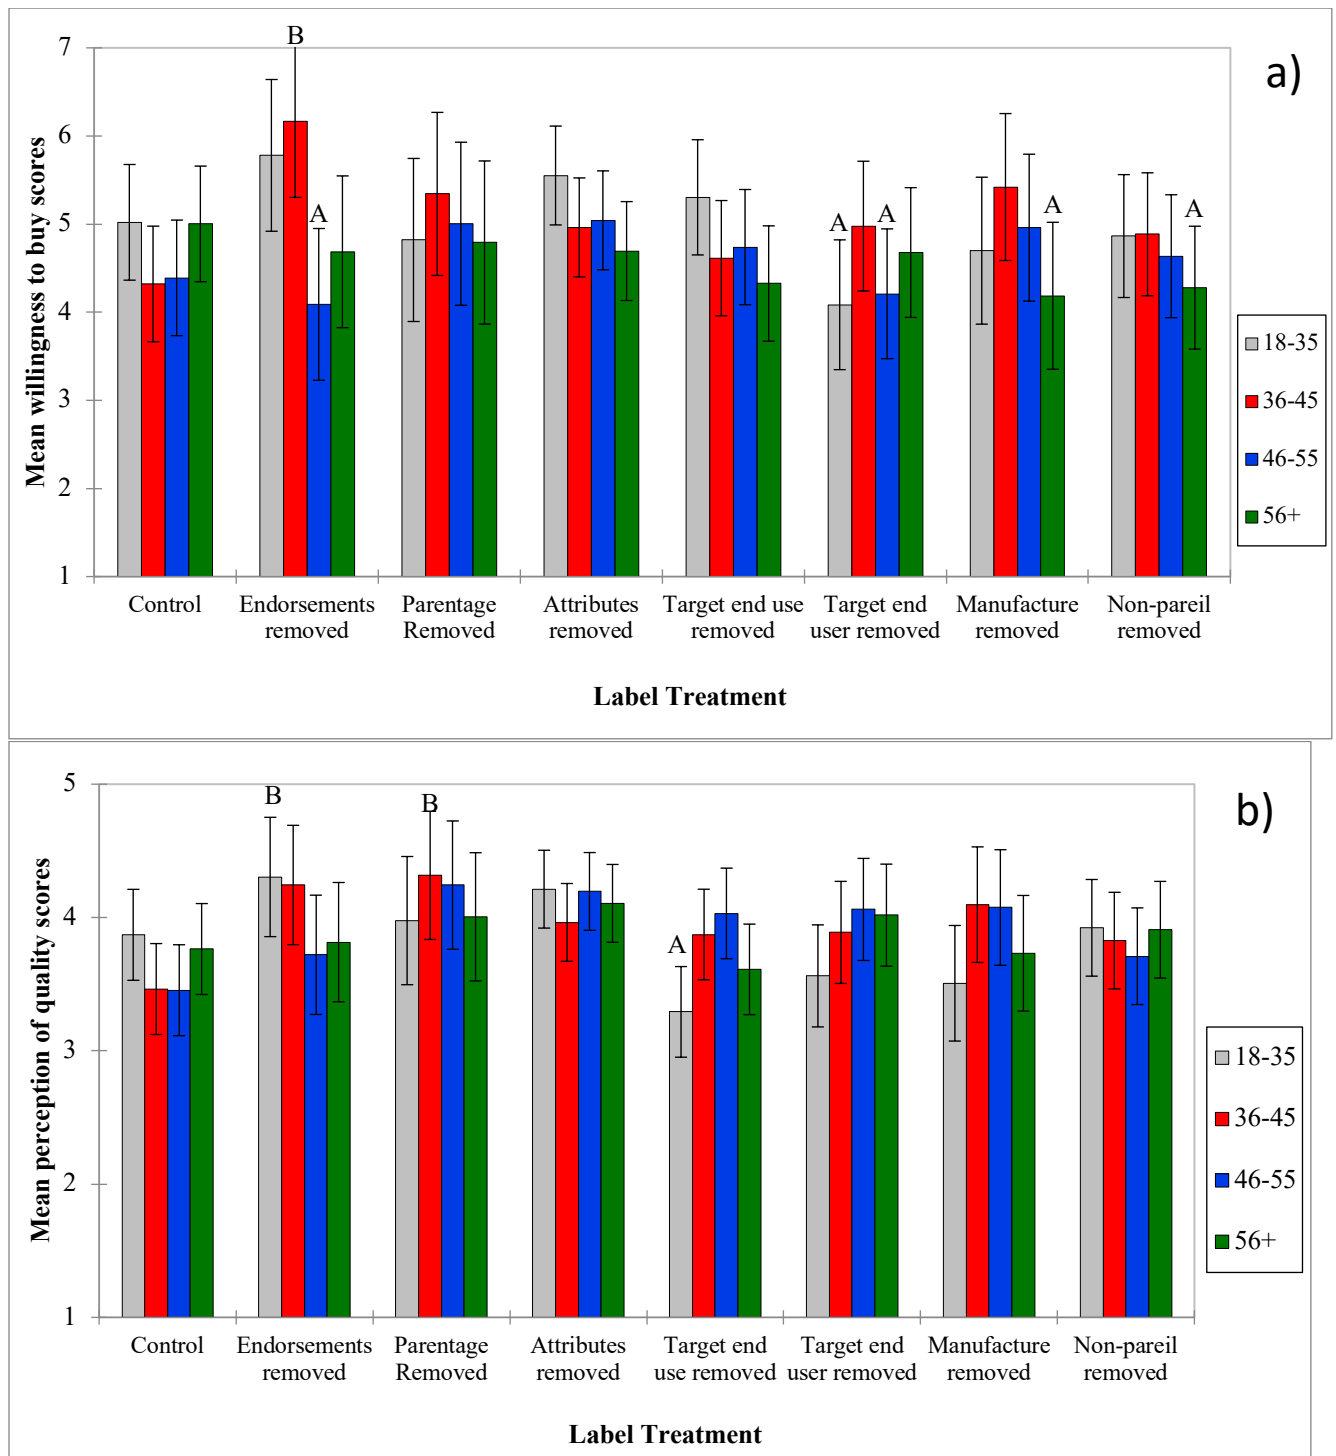 a)
Mean willingness to buy scores
7
6
5
4
3
2
1
B
A
A
A
A
A
Control
Endorsements
removed
Parentage
Removed
Attributes
removed
Target end use
removed
Target end
user removed
Manufacture
removed
Non-pareil
removed
Label Treatment
18-35
36-45
46-55
56+
b)
Mean perception of quality scores
5
4
3
2
1
B
B
A
Control
Endorsements
removed
Parentage
Removed
Attributes
removed
Target end
use removed
Target end
user removed
Manufacture
removed
Non-pareil
removed
Label Treatment
18-35
36-45
46-55
56+